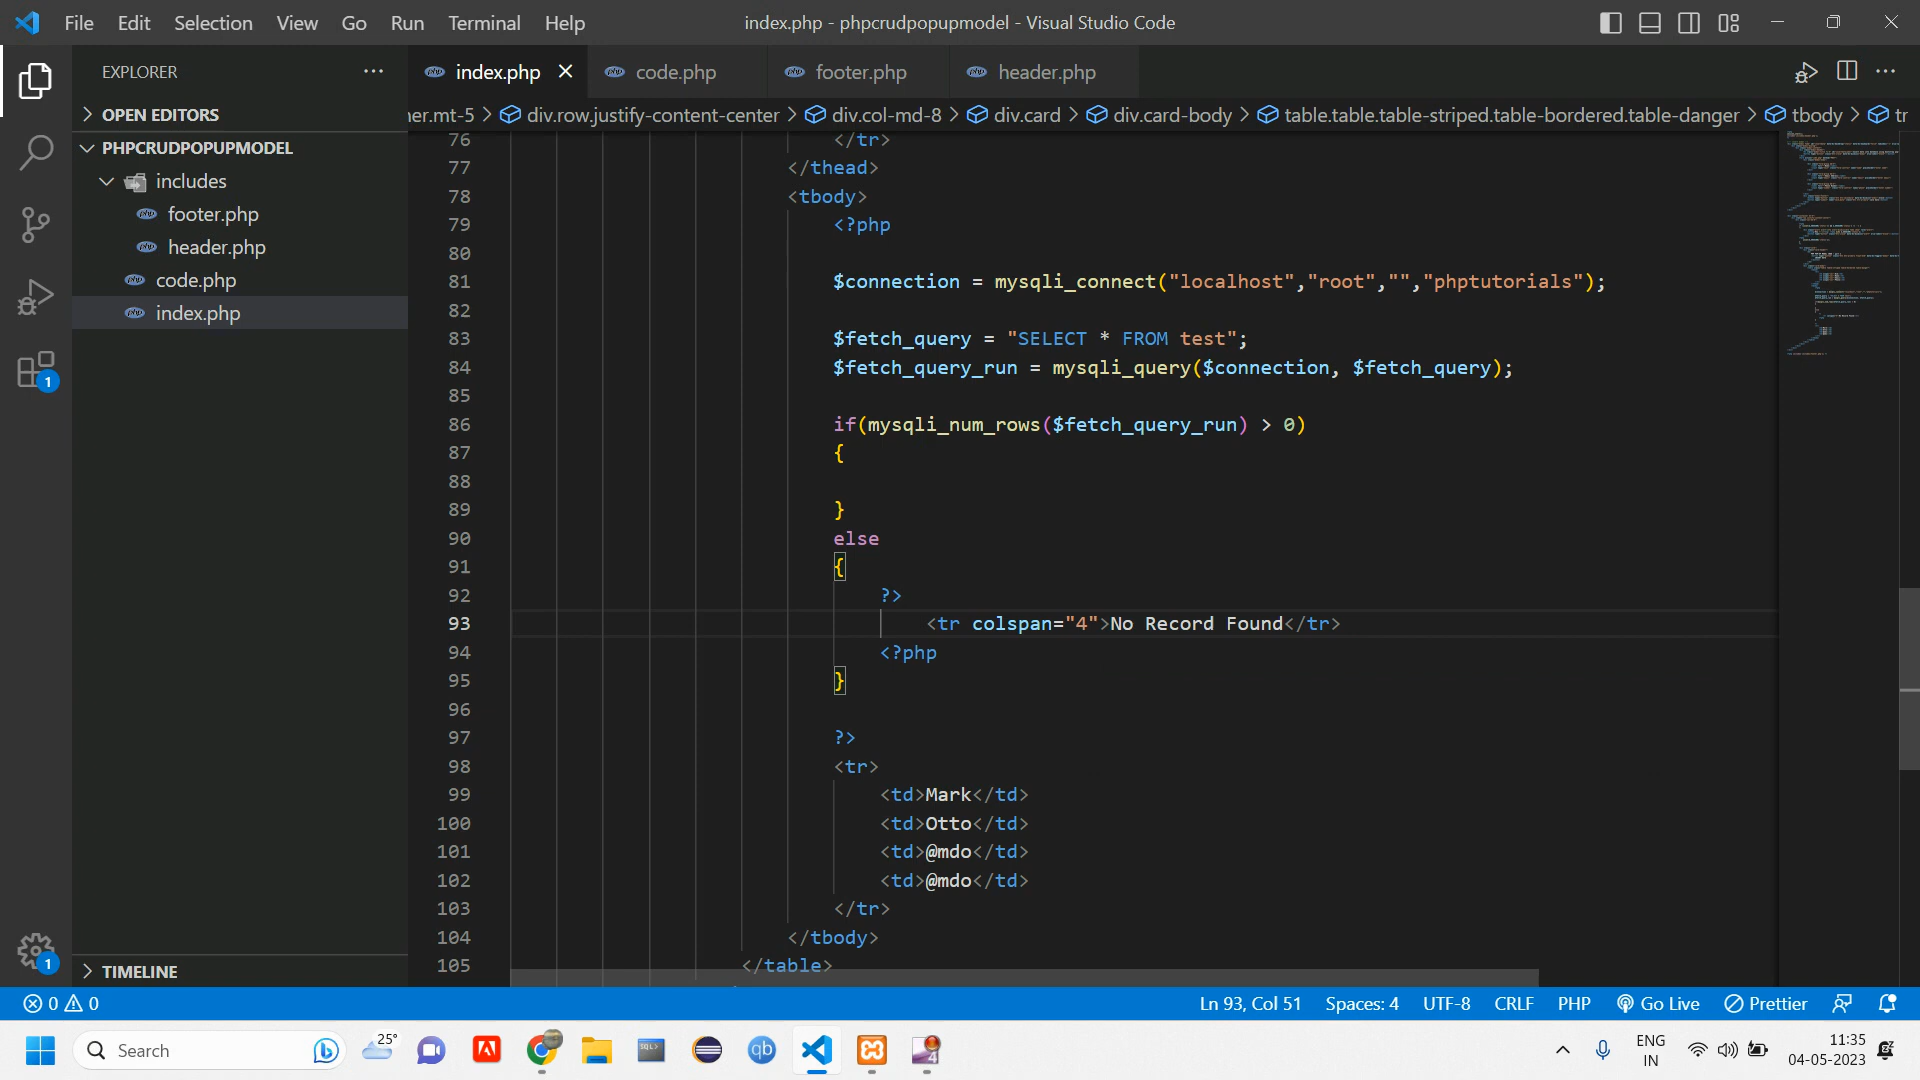 File Edit Selection View Go Run Terminal Help
index.php - phpcrudpopupmodel - Visual Studio Code
EXPLORER
OPEN EDITORS
PHPCRUDPOPUPMODEL
includes
footer.php
header.php
code.php
index.php
TIMELINE
1
1
index.php code.php footer.php header.php
er.mt-5 > div.row.justify-content-center > div.col-md-8 > div.card > div.card-body > table.table.table-striped.table-bordered.table-danger > tbody > tr
76 </tr>
77 </thead>
78 <tbody>
79 <?php
80
81 $connection = mysqli_connect("localhost","root","","phptutorials");
82
83 $fetch_query = "SELECT * FROM test";
84 $fetch_query_run = mysqli_query($connection, $fetch_query);
85
86 if(mysqli_num_rows($fetch_query_run) > 0)
87 {
88
89 }
90 else
91 {
92 ?>
93 <tr colspan="4">No Record Found</tr>
94 <?php
95 }
96
97 ?>
98 <tr>
99 <td>Mark</td>
100 <td>Otto</td>
101 <td>@mdo</td>
102 <td>@mdo</td>
103 </tr>
104 </tbody>
105 </table>
0 0 Ln 93, Col 51 Spaces: 4 UTF-8 CRLF PHP Go Live Prettier
Search
25°
SQL>
qb
4
ENG
IN
11:35
04-05-2023